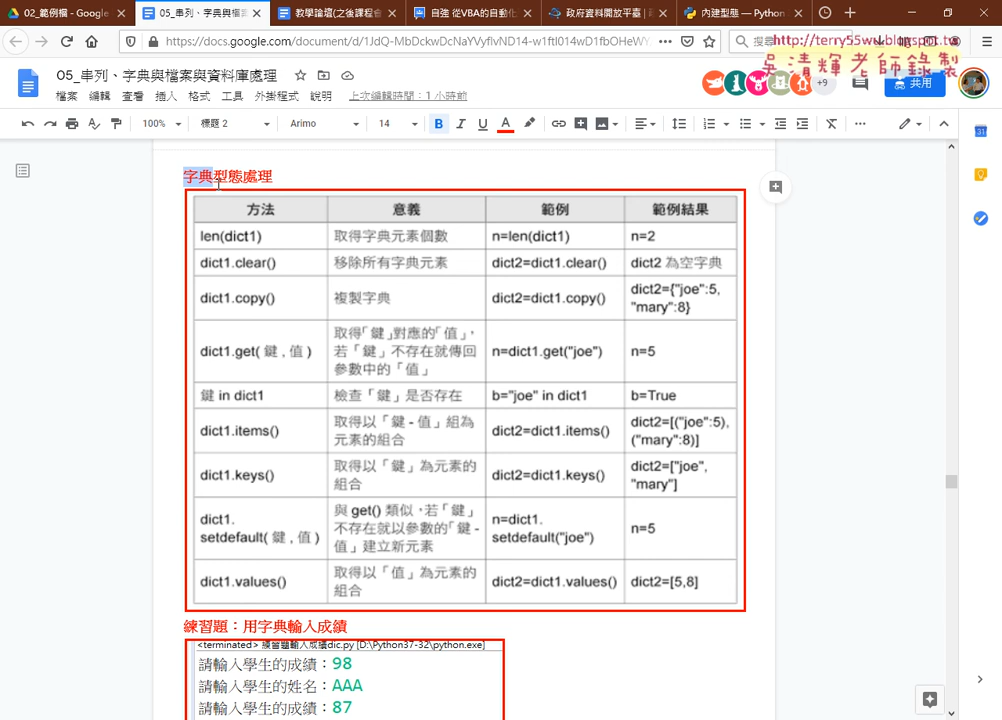 02_範例檔 - Google
05_串列、字典與檔案
教學論壇(之後課程會
自強 從VBA的自動化
政府資料開放平臺 |
內建型態 — Python
https://docs.google.com/document/d/1JdQ-MbDckwDcNaYVyfivND14-w1ftI014wD1fbOHeWY
搜尋
http://terry55wu.blogspot.tw
吳清輝老師錄製
05_串列、字典與檔案與資料庫處理
檔案 編輯 查看 插入 格式 工具 外掛程式 說明 上次編輯時間：1 小時前
+9
共用
100% 標題 2 Arimo 14 B I U A
字典型態處理
方法 意義 範例 範例結果
len(dict1) 取得字典元素個數 n=len(dict1) n=2
dict1.clear() 移除所有字典元素 dict2=dict1.clear() dict2 為空字典
dict1.copy() 複製字典 dict2=dict1.copy() dict2={"joe":5,
"mary":8}
dict1.get( 鍵 , 值 ) 取得「鍵」對應的「值」，
若「鍵」不存在就傳回
參數中的「值」 n=dict1.get("joe") n=5
鍵 in dict1 檢查「鍵」是否存在 b="joe" in dict1 b=True
dict1.items() 取得以「鍵 - 值」組為
元素的組合 dict2=dict1.items() dict2=[("joe":5),
("mary":8)]
dict1.keys() 取得以「鍵」為元素的
組合 dict2=dict1.keys() dict2=["joe",
"mary"]
dict1.
setdefault( 鍵 , 值 ) 與 get() 類似，若「鍵」
不存在就以參數的「鍵 -
值」建立新元素 n=dict1.
setdefault("joe") n=5
dict1.values() 取得以「值」為元素的
組合 dict2=dict1.values() dict2=[5,8]
練習題：用字典輸入成績
<terminated> 練習題輸入成績dic.py [D:\Python37-32\python.exe]
請輸入學生的成績：98
請輸入學生的姓名：AAA
請輸入學生的成績：87